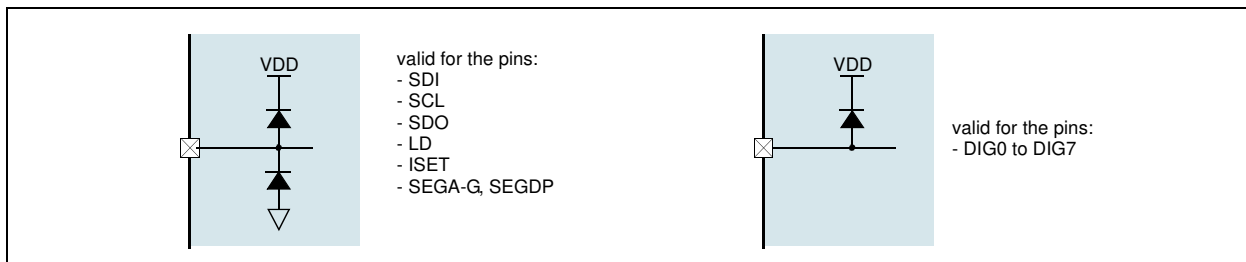 VDD
valid for the pins:
- SDI
- SCL
- SDO
- LD
- ISET
- SEGA-G, SEGDP
VDD
valid for the pins:
- DIG0 to DIG7